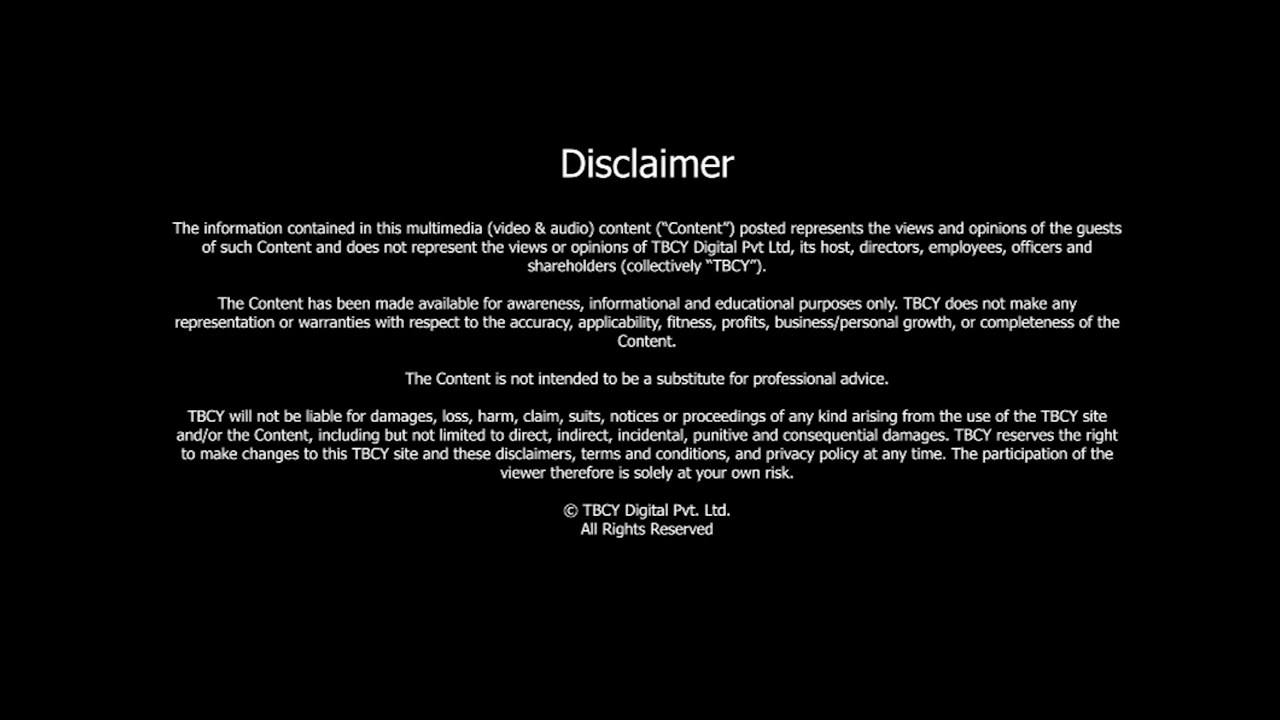 Disclaimer
The information contained in this multimedia (video & audio) content (“Content”) posted represents the views and opinions of the guests
of such Content and does not represent the views or opinions of TBCY Digital Pvt Ltd, its host, directors, employees, officers and
shareholders (collectively “TBCY”).
The Content has been made available for awareness, informational and educational purposes only. TBCY does not make any
representation or warranties with respect to the accuracy, applicability, fitness, profits, business/personal growth, or completeness of the
Content.
The Content is not intended to be a substitute for professional advice.
TBCY will not be liable for damages, loss, harm, claim, suits, notices or proceedings of any kind arising from the use of the TBCY site
and/or the Content, including but not limited to direct, indirect, incidental, punitive and consequential damages. TBCY reserves the right
to make changes to this TBCY site and these disclaimers, terms and conditions, and privacy policy at any time. The participation of the
viewer therefore is solely at your own risk.
© TBCY Digital Pvt. Ltd.
All Rights Reserved